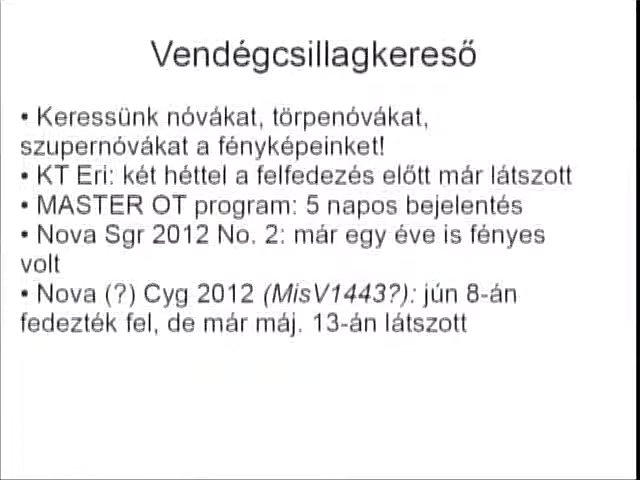 Vendégcsillagkereső
• Keressünk nóvákat, törpenóvákat,
szupernóvákat a fényképeinket!
• KT Eri: két héttel a felfedezés előtt már látszott
• MASTER OT program: 5 napos bejelentés
• Nova Sgr 2012 No. 2: már egy éve is fényes
volt
• Nova (?) Cyg 2012 (MisV1443?): jún 8-án
fedezték fel, de már máj. 13-án látszott